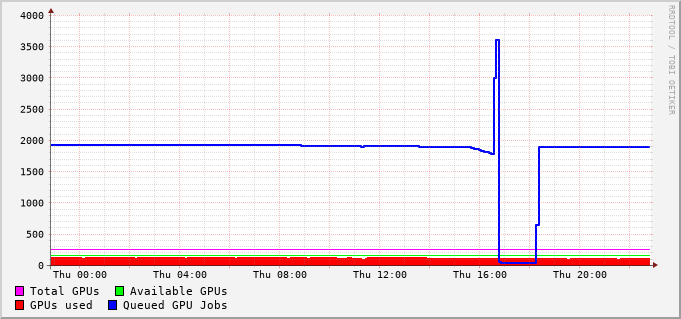 4000
3500
3000
2500
2000
1500
1000
500
0
Thu 00:00 Thu 04:00 Thu 08:00 Thu 12:00 Thu 16:00 Thu 20:00
Total GPUs Available GPUs
GPUs used Queued GPU Jobs
RRDTOOL / TOBI OETIKER